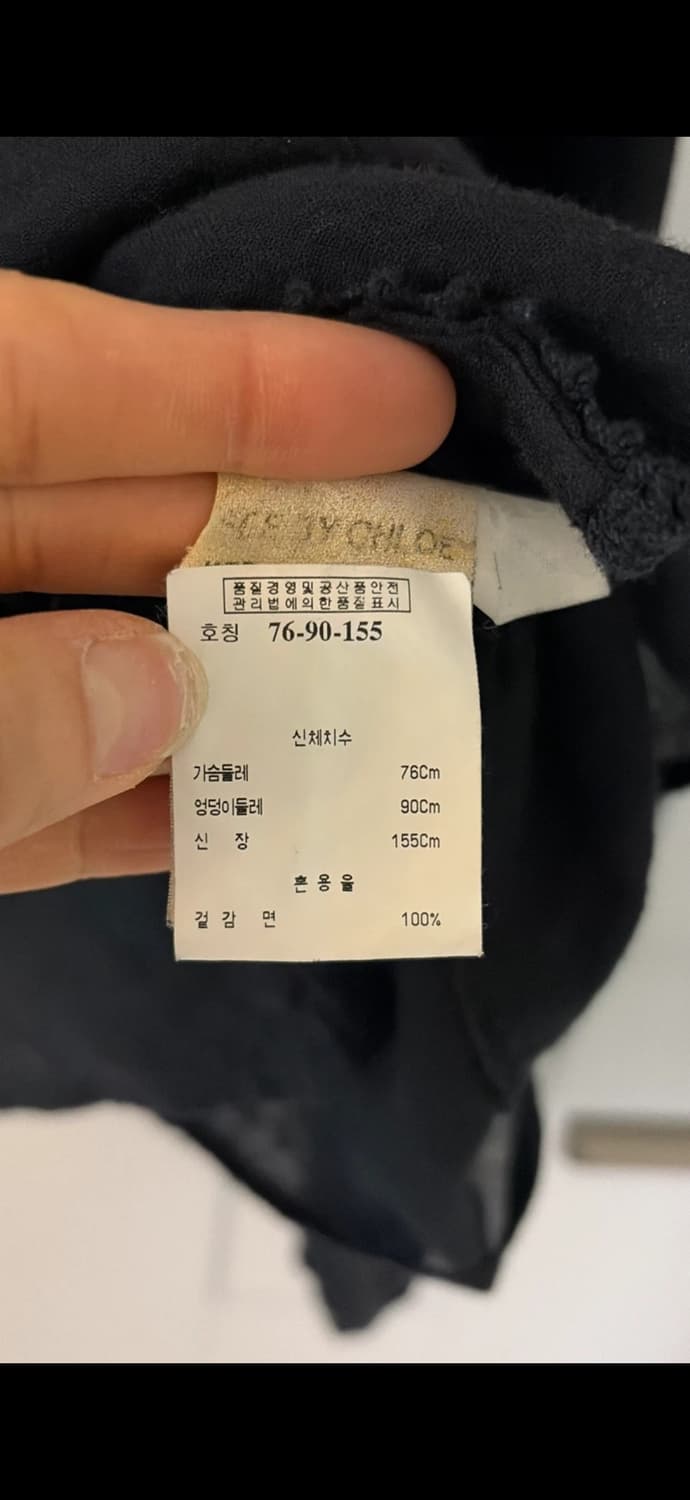 BY CHLOE
품질경영및공산품안전
관리법에의한품질표시
호칭 76-90-155
신체치수
가슴둘레 76Cm
엉덩이둘레 90Cm
신 장 155Cm
혼 용 율
겉 감 면 100%